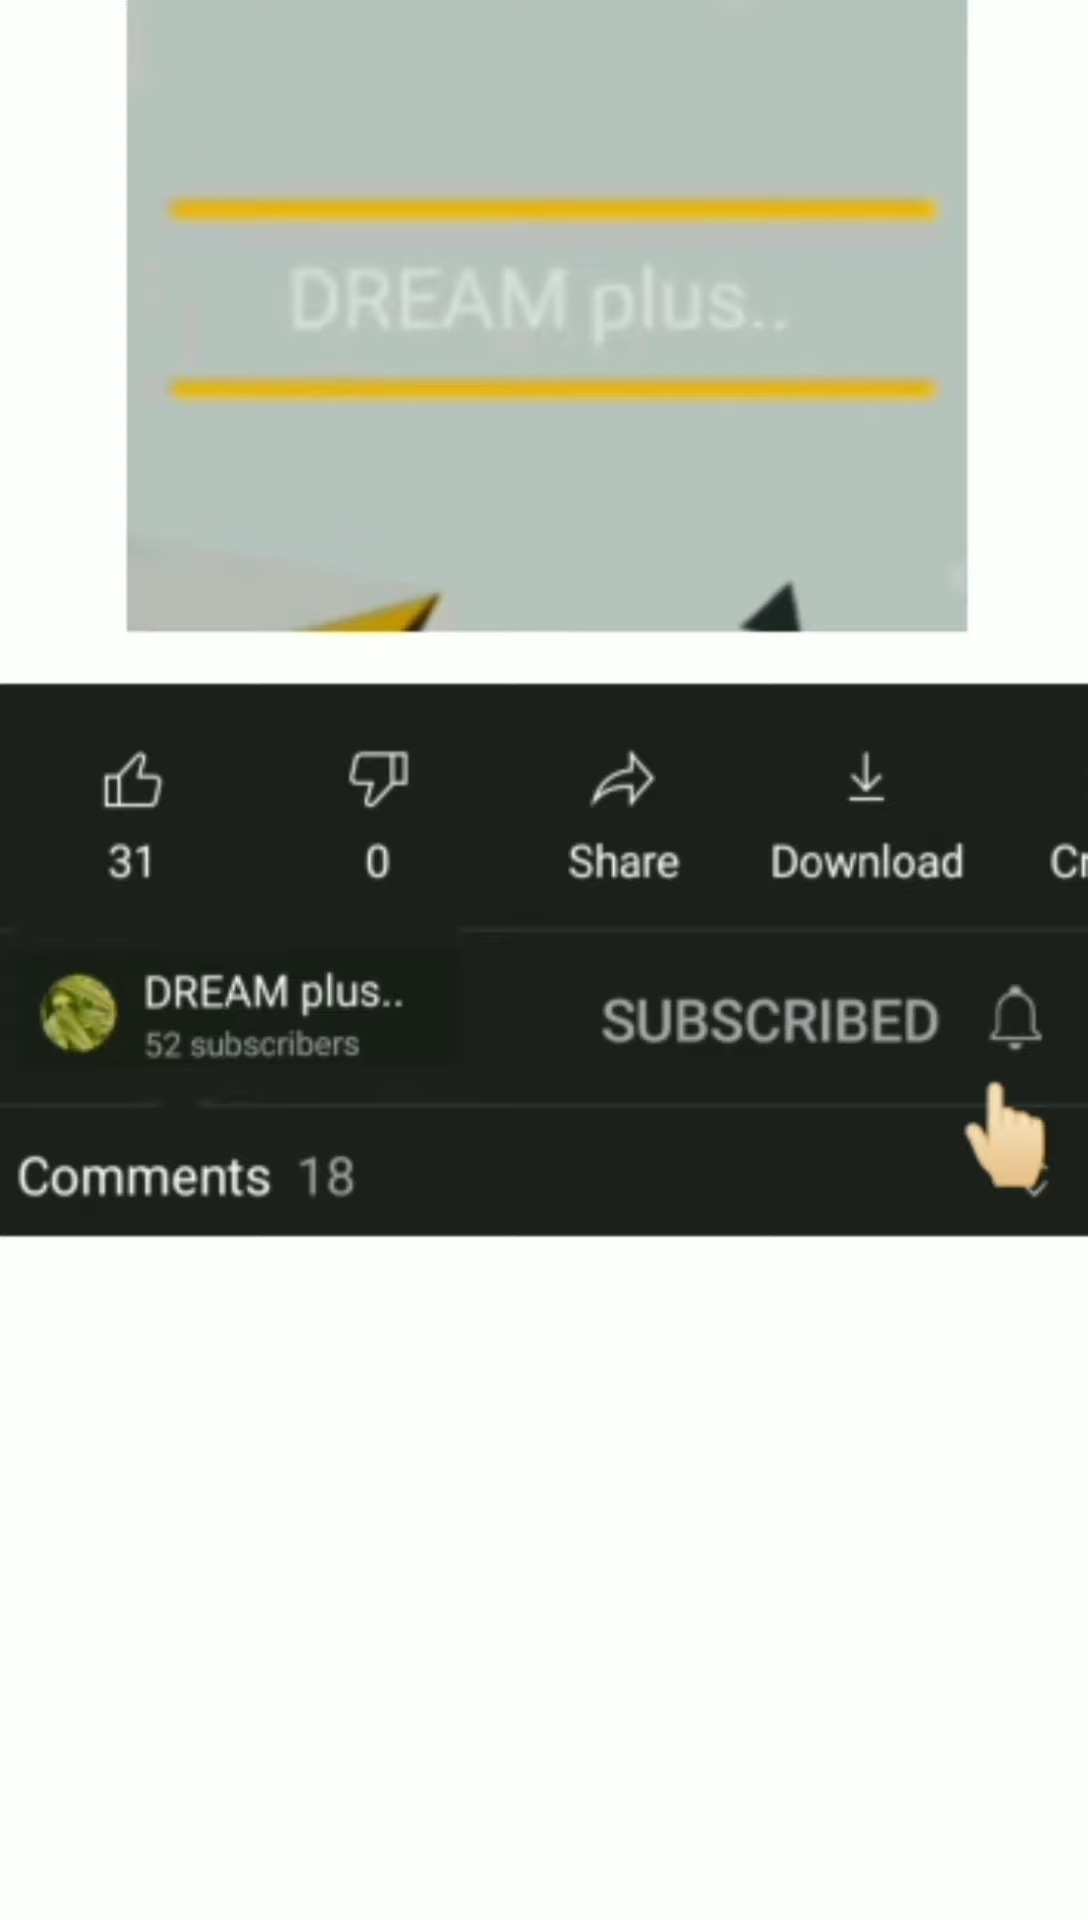 DREAM plus..
31 0 Share Download
DREAM plus..
52 subscribers
SUBSCRIBED
Comments 18